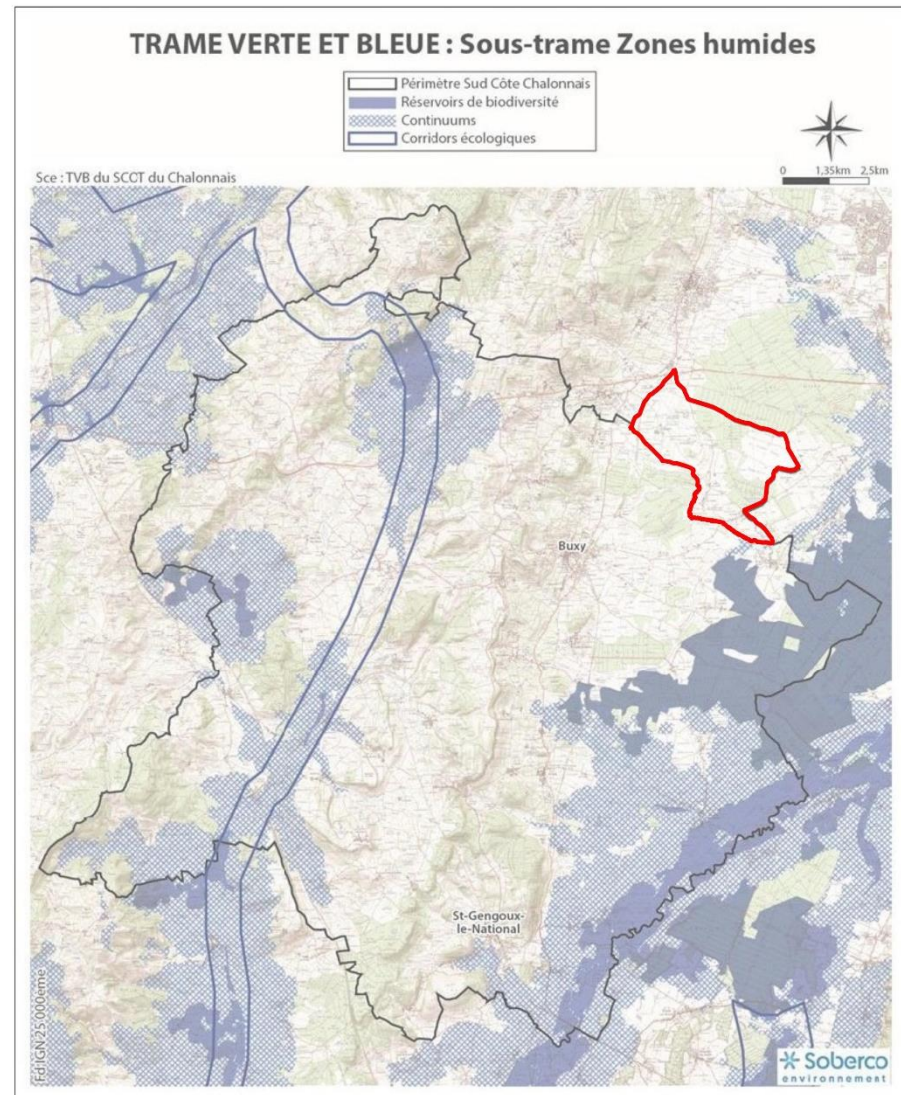 TRAME VERTE ET BLEUE : Sous-trame Zones humides
Périmètre Sud Côte Chalonnais
Réservoirs de biodiversité
Continuums
Corridors écologiques
Sce : TVB du SCOT du Chalonnais
0 1,35km 2,5km
Buxy
St-Gengoux-
le-National
Fd:IGN 25 000ème
Soberco
environnement